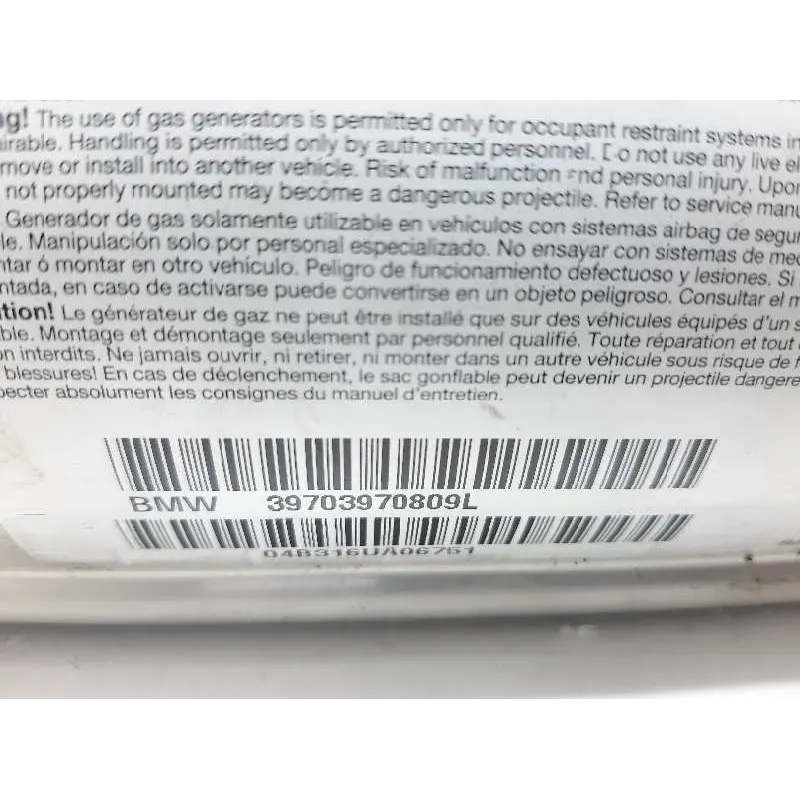 ng! The use of gas generators is permitted only for occupant restraint systems in
airable. Handling is permitted only by authorized personnel. Do not use any live el
move or install into another vehicle. Risk of malfunction and personal injury. Upon
not properly mounted may become a dangerous projectile. Refer to service manu
Generador de gas solamente utilizable en vehículos con sistemas airbag de segur
le. Manipulación solo por personal especializado. No ensayar con sistemas de med
ntar ó montar en otro vehículo. Peligro de funcionamiento defectuoso y lesiones. Si
ntada, en caso de activarse puede convertirse en un objeto peligroso. Consultar el m
tion! Le générateur de gaz ne peut être installé que sur des véhicules équipés d'un s
ble. Montage et démontage seulement par personnel qualifié. Toute réparation et tout
on interdits. Ne jamais ouvrir, ni retirer, ni monter dans un autre véhicule sous risque de f
blessures! En cas de déclenchement, le sac gonflable peut devenir un projectile dangere
pecter absolument les consignes du manuel d'entretien.
BMW 39703970809L
04B316UA06751